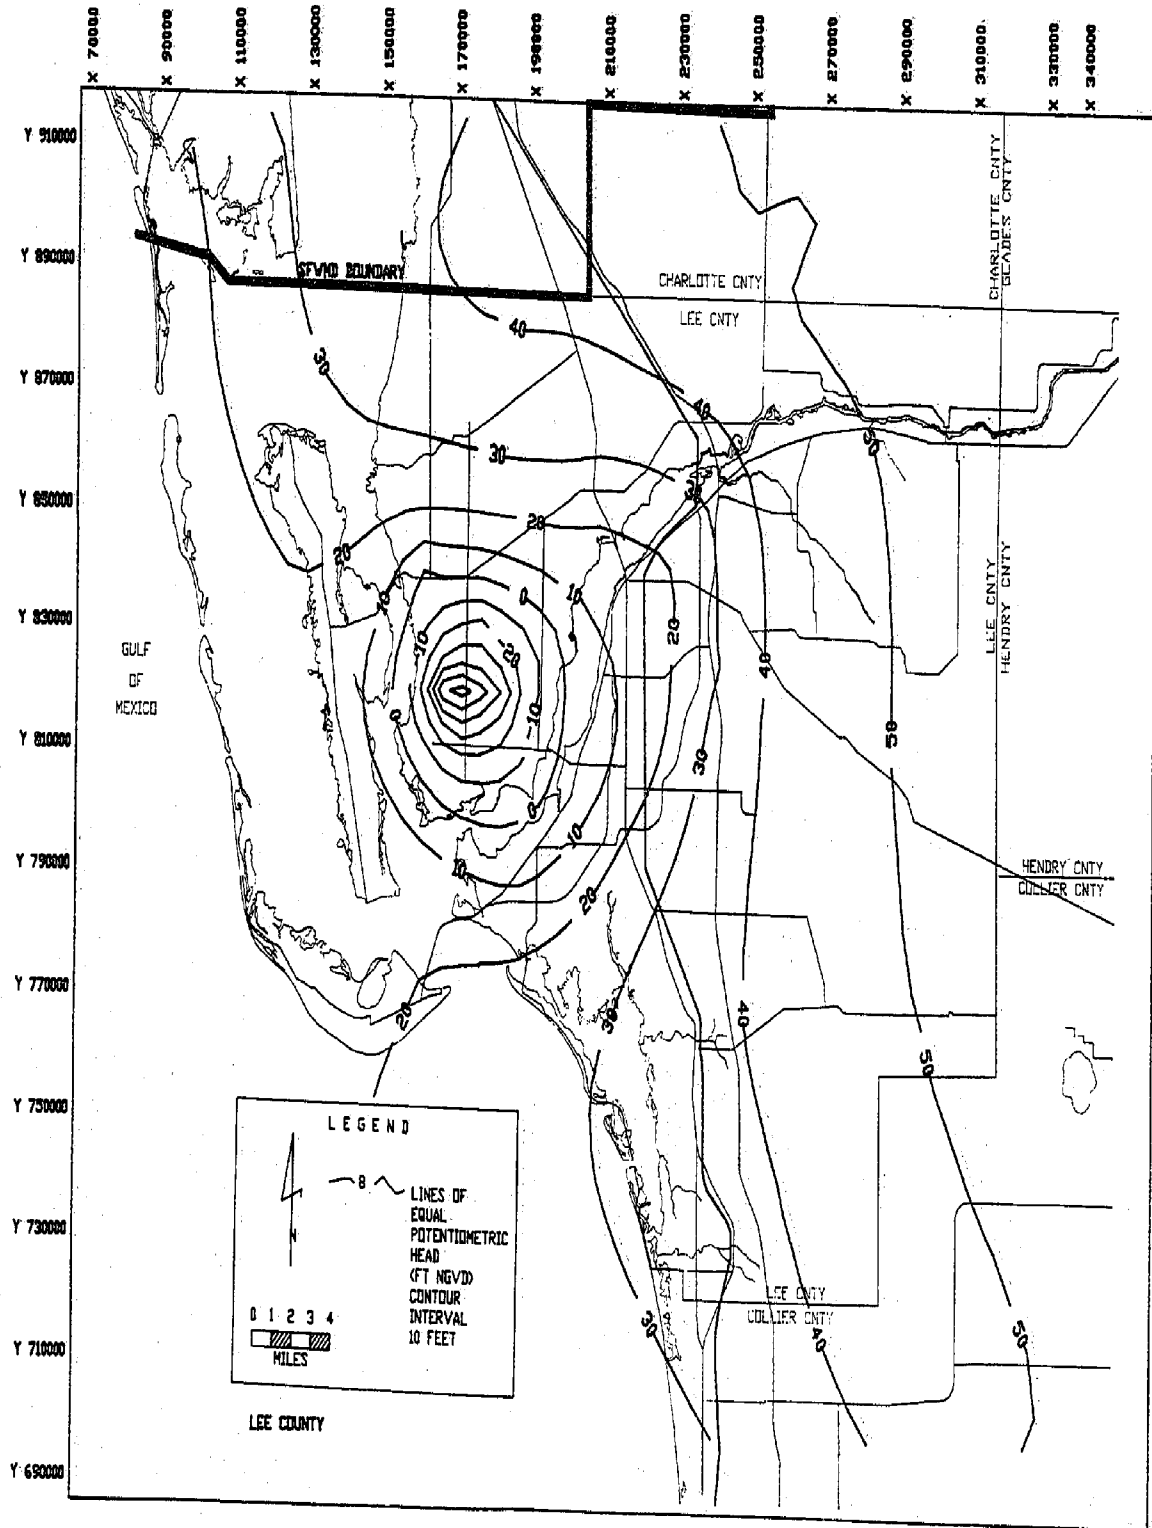 X 70000
X 90000
X 110000
X 130000
X 150000
X 170000
X 190000
X 210000
X 230000
X 250000
X 270000
X 290000
X 310000
X 330000
X 340000
Y 910000
Y 890000
Y 870000
Y 850000
Y 830000
Y 810000
Y 790000
Y 770000
Y 750000
Y 730000
Y 710000
Y 690000
SFWMD BOUNDARY
CHARLOTTE CNTY
LEE CNTY
CHARLOTTE CNTY
GLADES CNTY
LEE CNTY
HENDRY CNTY
HENDRY CNTY
COLLIER CNTY
LEE CNTY
COLLIER CNTY
GULF
OF
MEXICO
40
30
40
30
50
20
20
0
0
10
-10
-20
20
40
0
-10
30
50
0
10
10
20
20
30
40
50
30
40
50
LEGEND
8
LINES OF
EQUAL
POTENTIOMETRIC
HEAD
(FT NGVD)
CONTOUR
INTERVAL
10 FEET
N
0 1 2 3 4
MILES
LEE COUNTY